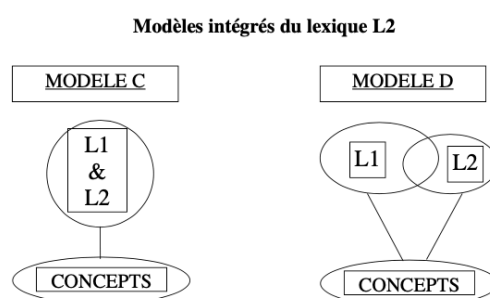 Modèles intégrés du lexique L2
MODELE C
MODELE D
L1
&
L2
L1
L2
CONCEPTS
CONCEPTS